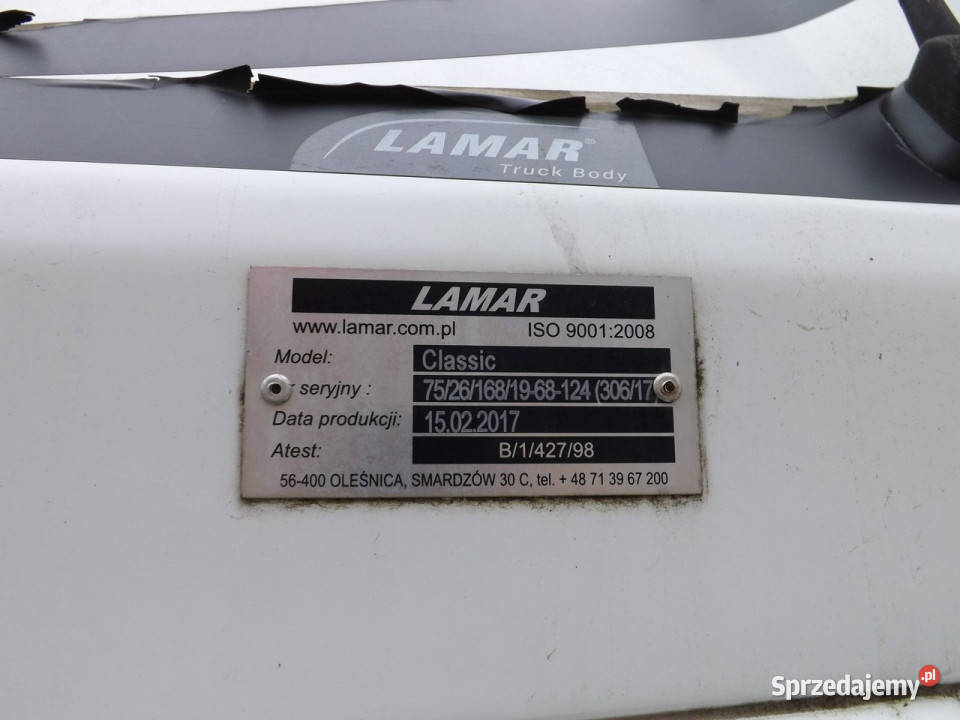 LAMAR®
Truck Body
LAMAR
www.lamar.com.pl ISO 9001:2008
Model: Classic
r seryjny : 75/26/168/19-68-124 (306/17)
Data produkcji: 15.02.2017
Atest: B/1/427/98
56-400 OLEŚNICA, SMARDZÓW 30 C, tel. + 48 71 39 67 200
Sprzedajemy.pl